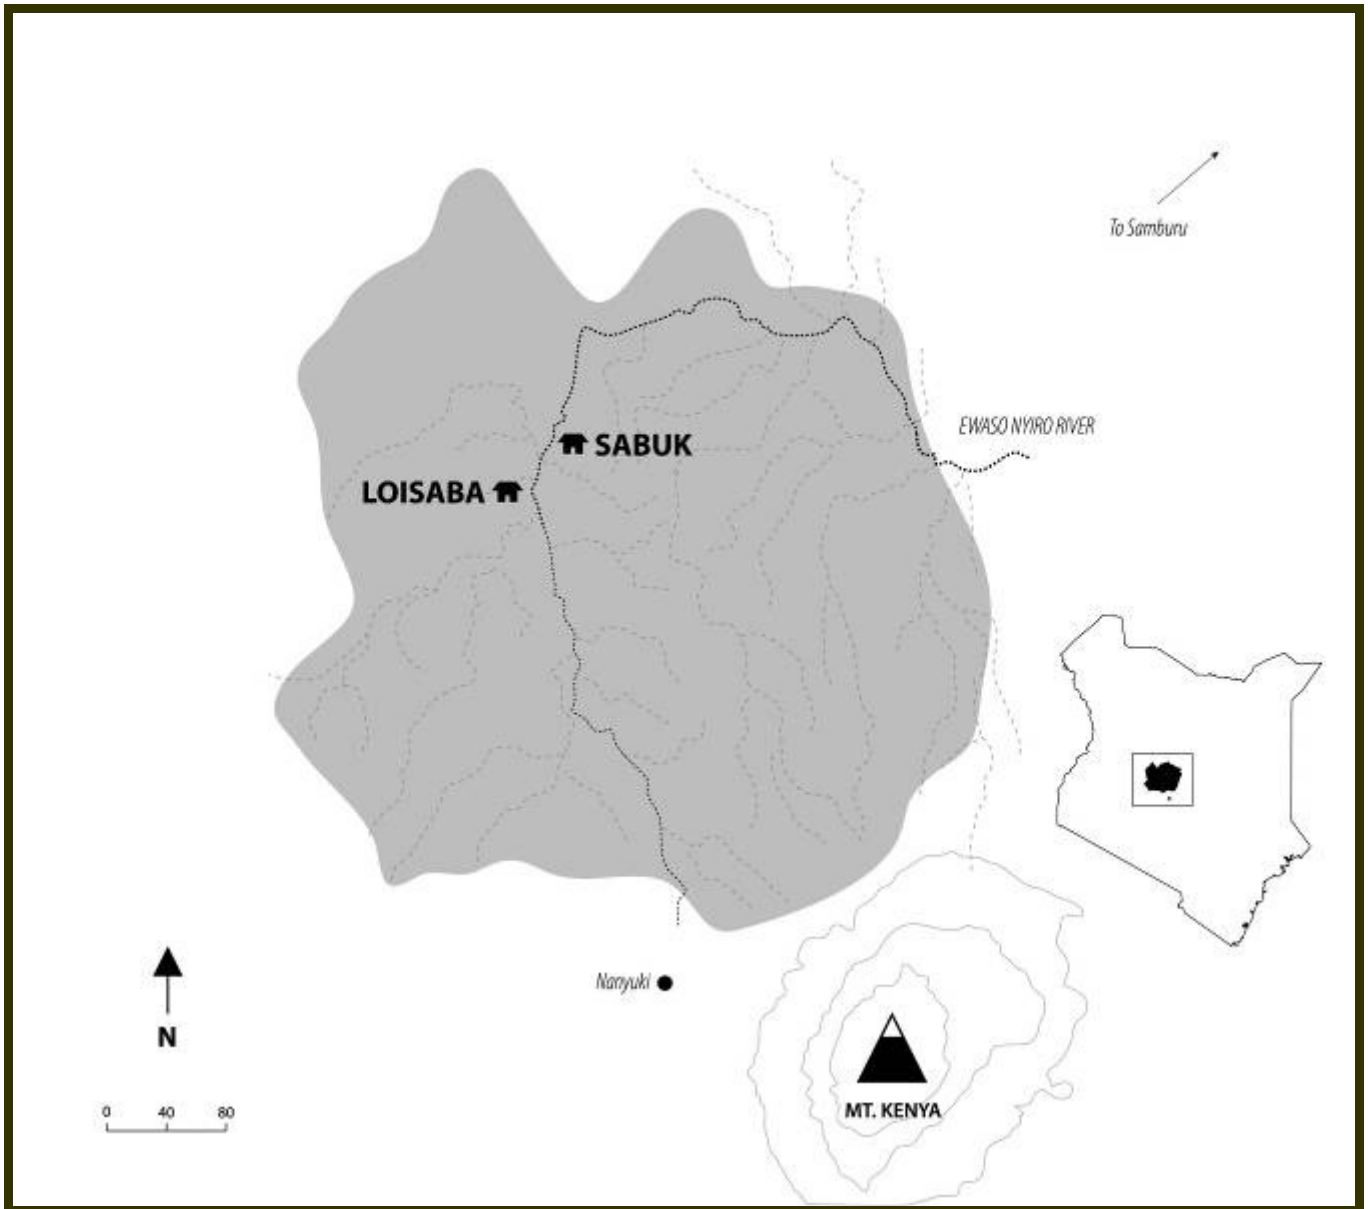 To Samburu
EWASO NYIRO RIVER
SABUK
LOISABA
Nanyuki
N
MT. KENYA
0 40 80